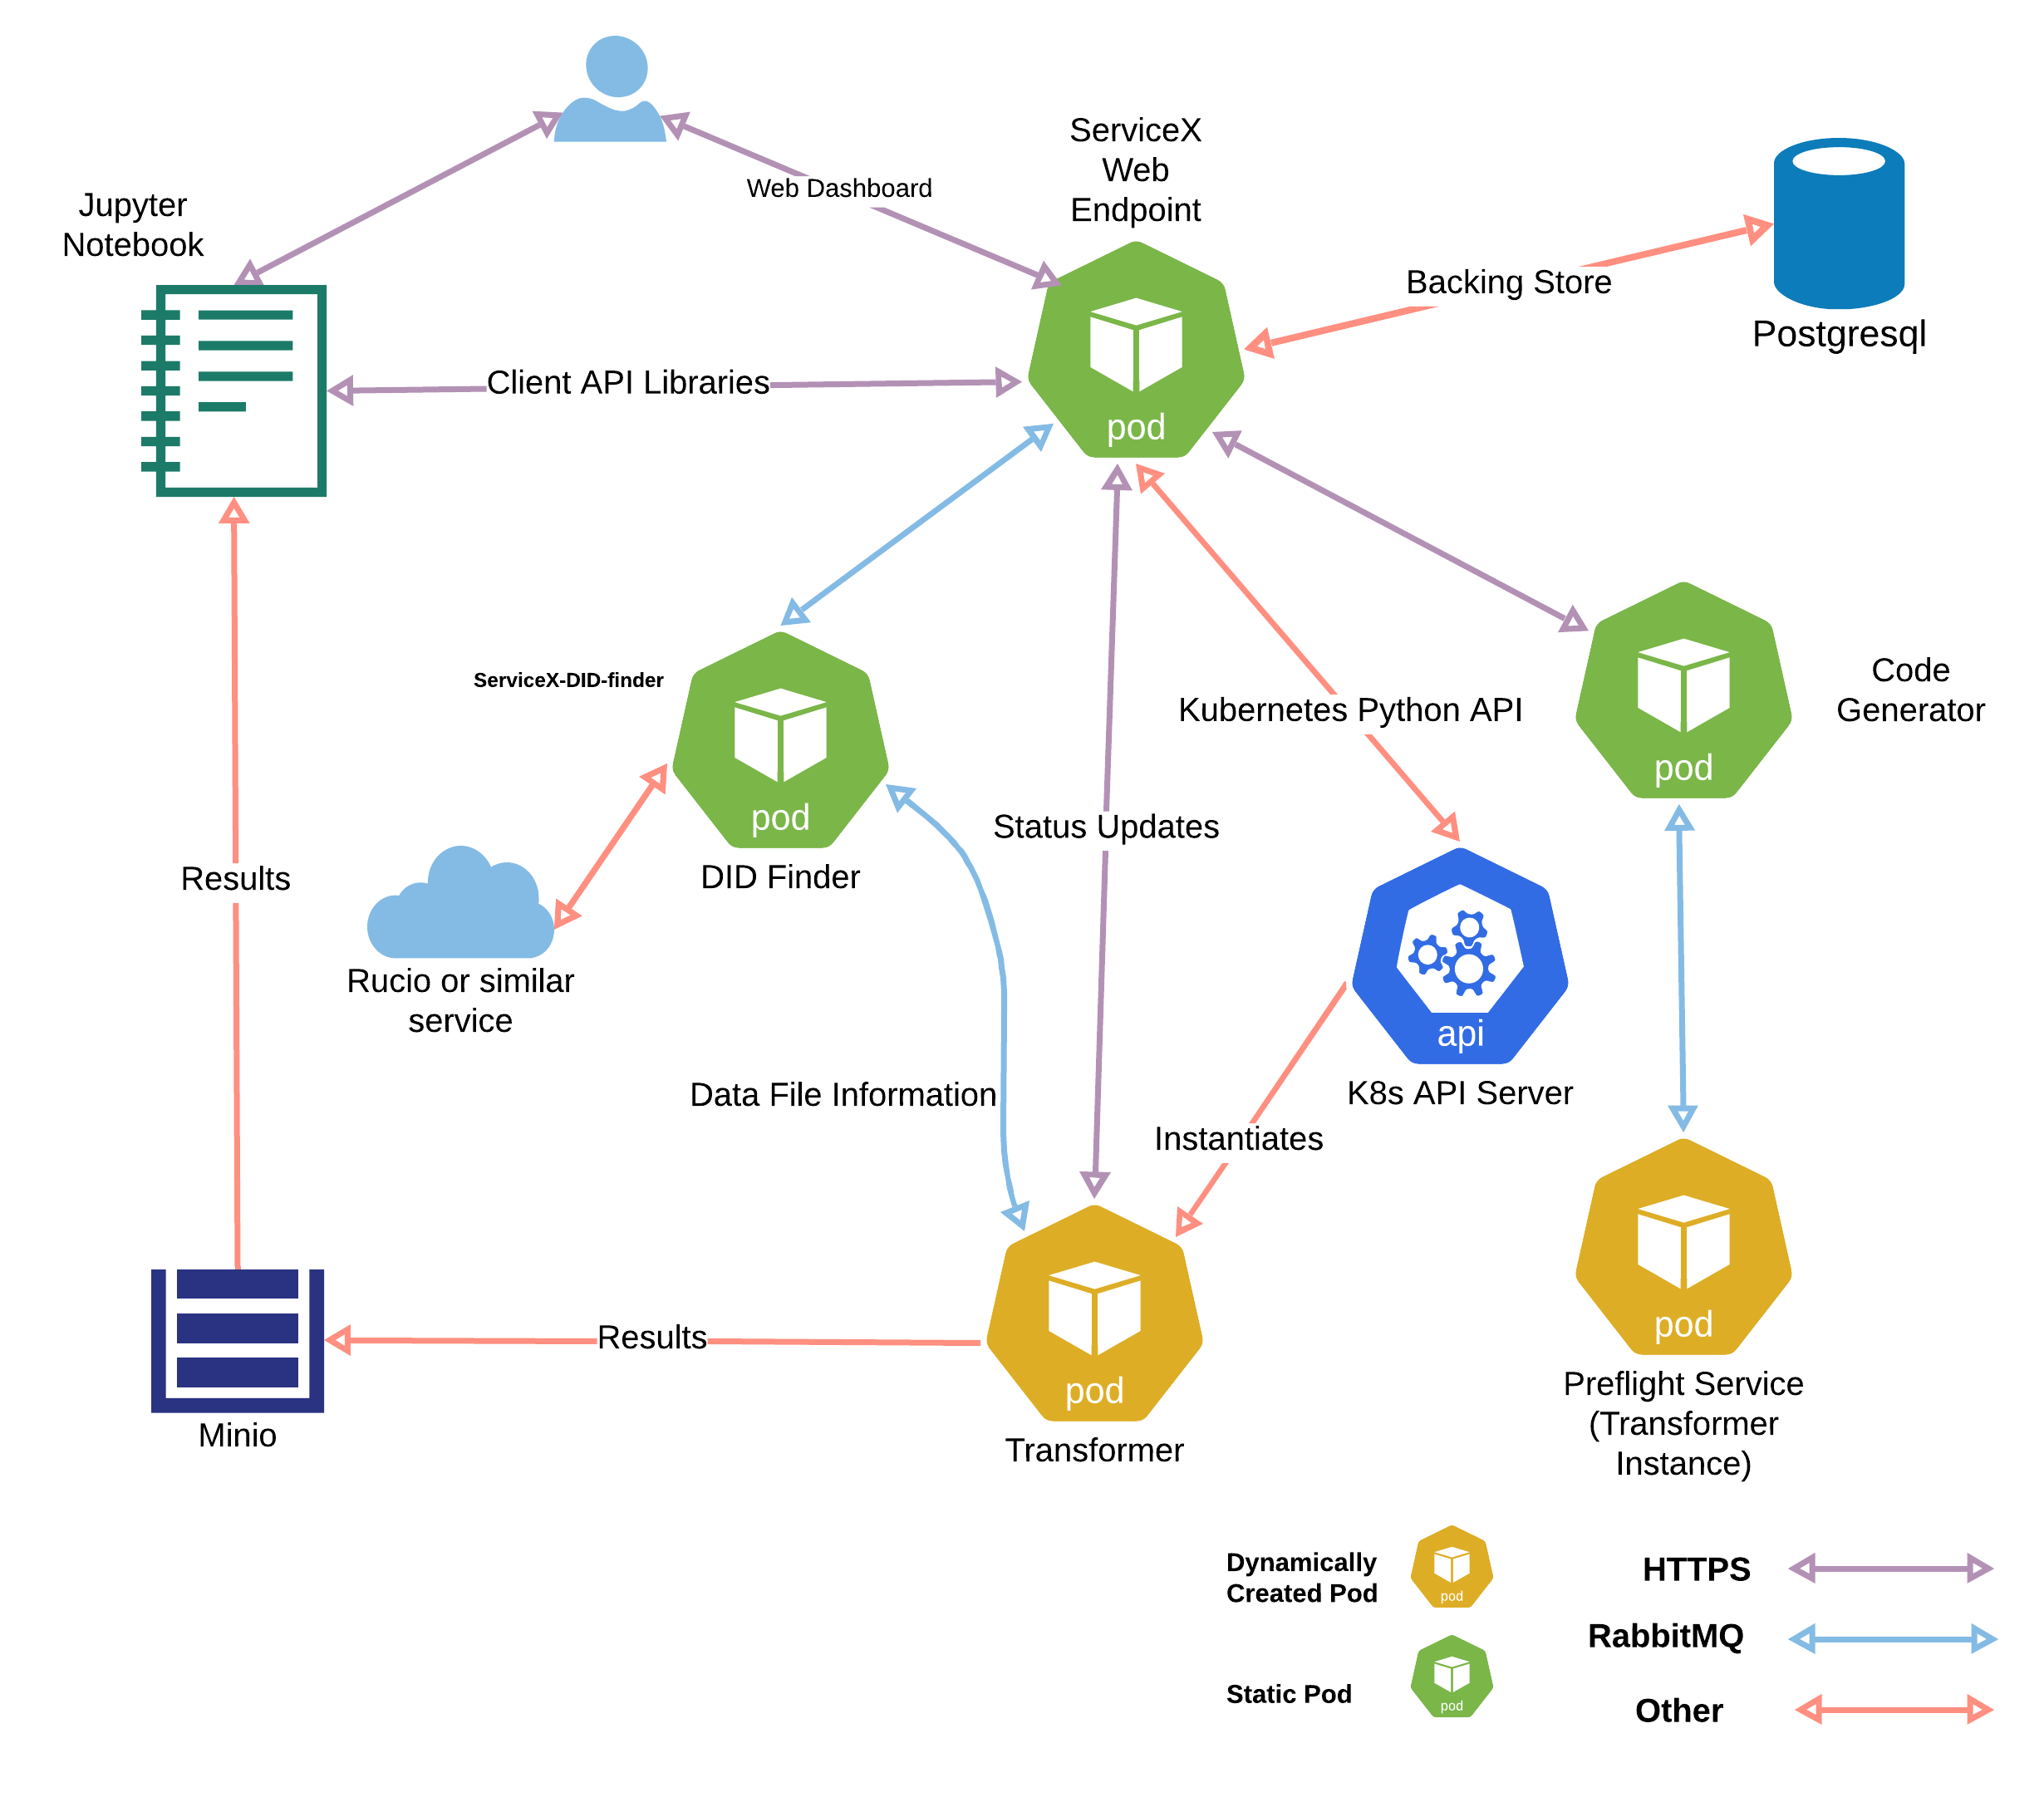 ServiceX
Web
Endpoint
Web Dashboard
Jupyter
Notebook
Backing Store
Postgresql
Client API Libraries
pod
ServiceX-DID-finder
Kubernetes Python API
Code
Generator
pod
pod
DID Finder
Status Updates
Results
Rucio or similar
service
api
K8s API Server
Data File Information
Instantiates
Results
pod
pod
Transformer
Minio
Preflight Service
(Transformer
Instance)
Dynamically
Created Pod
pod
HTTPS
RabbitMQ
Static Pod
pod
Other